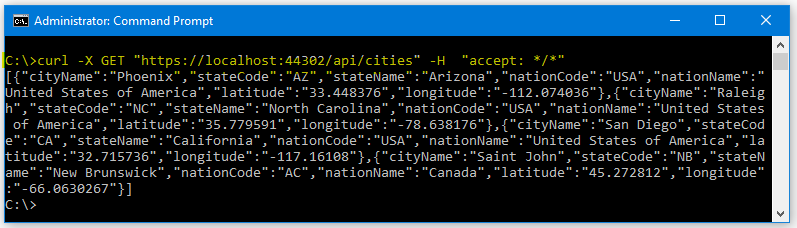 Administrator: Command Prompt
C:\>curl -X GET "https://localhost:44302/api/cities" -H  "accept: */*"
[{"cityName":"Phoenix","stateCode":"AZ","stateName":"Arizona","nationCode":"USA","nationName":"
United States of America","latitude":"33.448376","longitude":"-112.074036"},{"cityName":"Raleig
h","stateCode":"NC","stateName":"North Carolina","nationCode":"USA","nationName":"United States
 of America","latitude":"35.779591","longitude":"-78.638176"},{"cityName":"San Diego","stateCod
e":"CA","stateName":"California","nationCode":"USA","nationName":"United States of America","la
titude":"32.715736","longitude":"-117.16108"},{"cityName":"Saint John","stateCode":"NB","stateN
ame":"New Brunswick","nationCode":"AC","nationName":"Canada","latitude":"45.272812","longitude"
:"-66.0630267"}]
C:\>